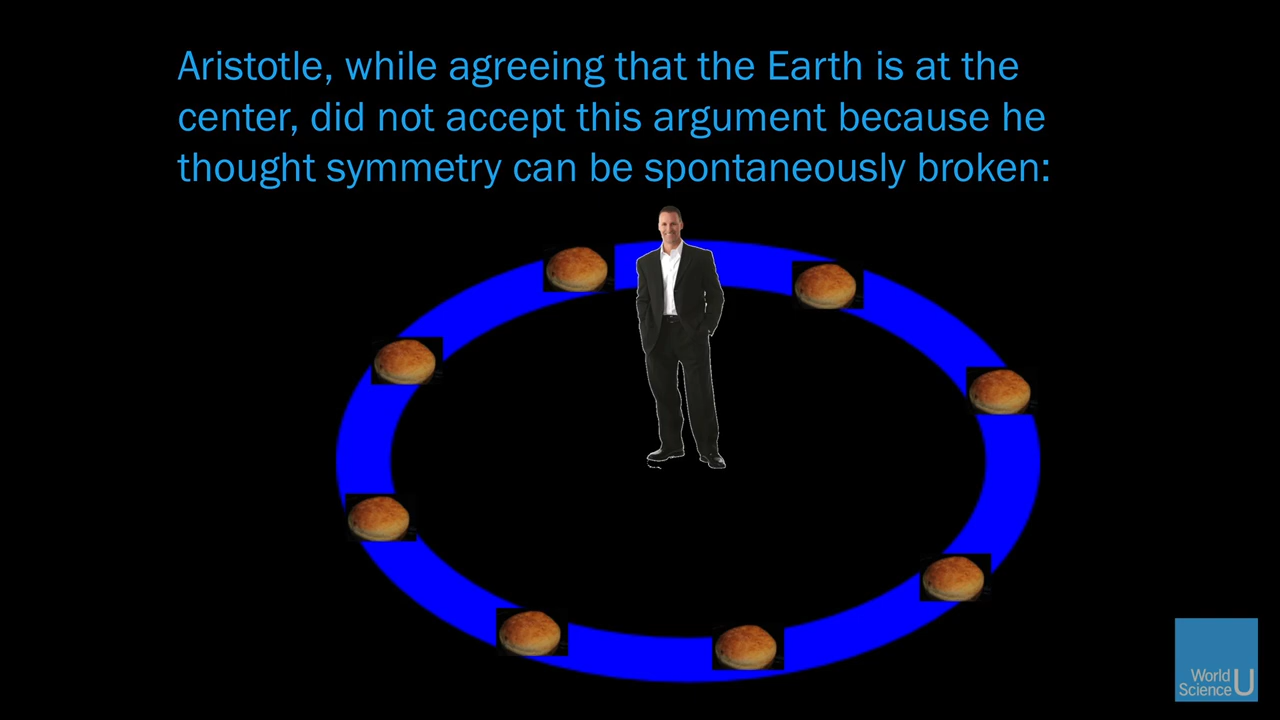 Aristotle, while agreeing that the Earth is at the
center, did not accept this argument because he
thought symmetry can be spontaneously broken:
World
Science U